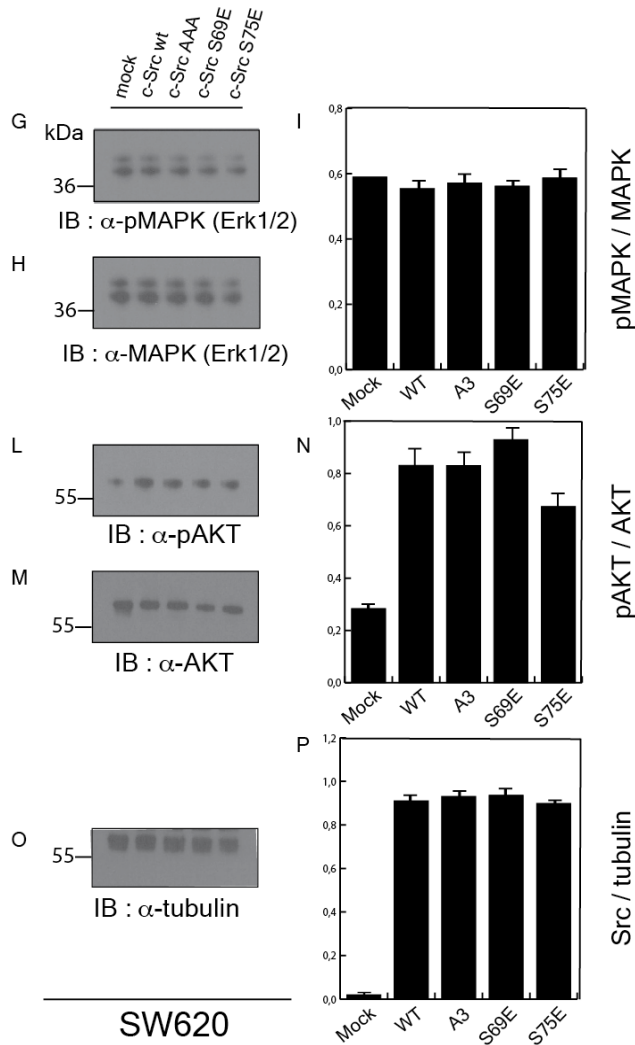 mock
c-Src wt
c-Src AAA
c-Src S69E
c-Src S75E
G
kDa
36
IB : α-pMAPK (Erk1/2)
H
36
IB : α-MAPK (Erk1/2)
I
0,8
0,6
0,4
0,2
0,0
Mock
WT
A3
S69E
S75E
pMAPK / MAPK
L
55
IB : α-pAKT
M
55
IB : α-AKT
N
1,0
0,8
0,6
0,4
0,2
0,0
Mock
WT
A3
S69E
S75E
pAKT / AKT
O
55
IB : α-tubulin
P
1,2
1,0
0,8
0,6
0,4
0,2
0,0
Mock
WT
A3
S69E
S75E
Src / tubulin
SW620